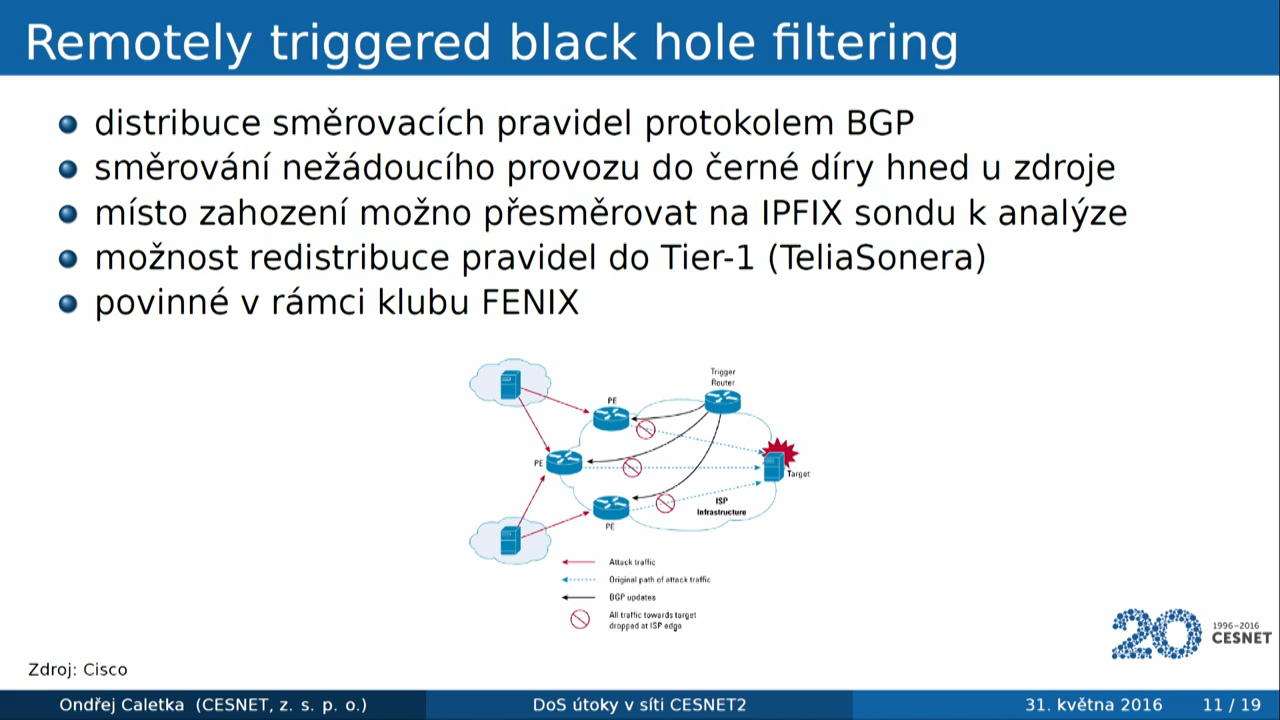 Remotely triggered black hole filtering
distribuce směrovacích pravidel protokolem BGP
směrování nežádoucího provozu do černé díry hned u zdroje
místo zahození možno přesměrovat na IPFIX sondu k analýze
možnost redistribuce pravidel do Tier-1 (TeliaSonera)
povinné v rámci klubu FENIX
Trigger
Router
PE
PE
Target
ISP
Infrastructure
PE
Attack traffic
Original path of attack traffic
BGP updates
All traffic towards target
dropped at ISP edge
20
1996–2016
CESNET
Zdroj: Cisco
Ondřej Caletka (CESNET, z. s. p. o.)
DoS útoky v síti CESNET2
31. května 2016
11 / 19